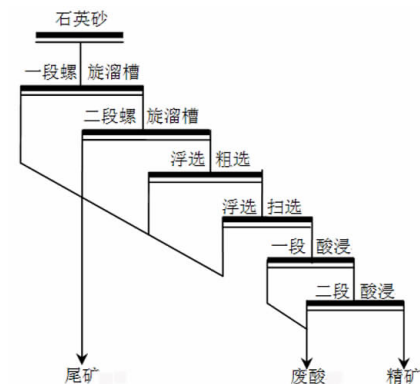 石英砂
一段螺 旋溜槽
二段螺 旋溜槽
浮选 粗选
浮选 扫选
一段 酸浸
二段 酸浸
尾矿 废酸 精矿